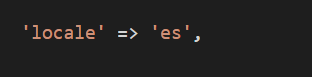 'locale' => 'es',